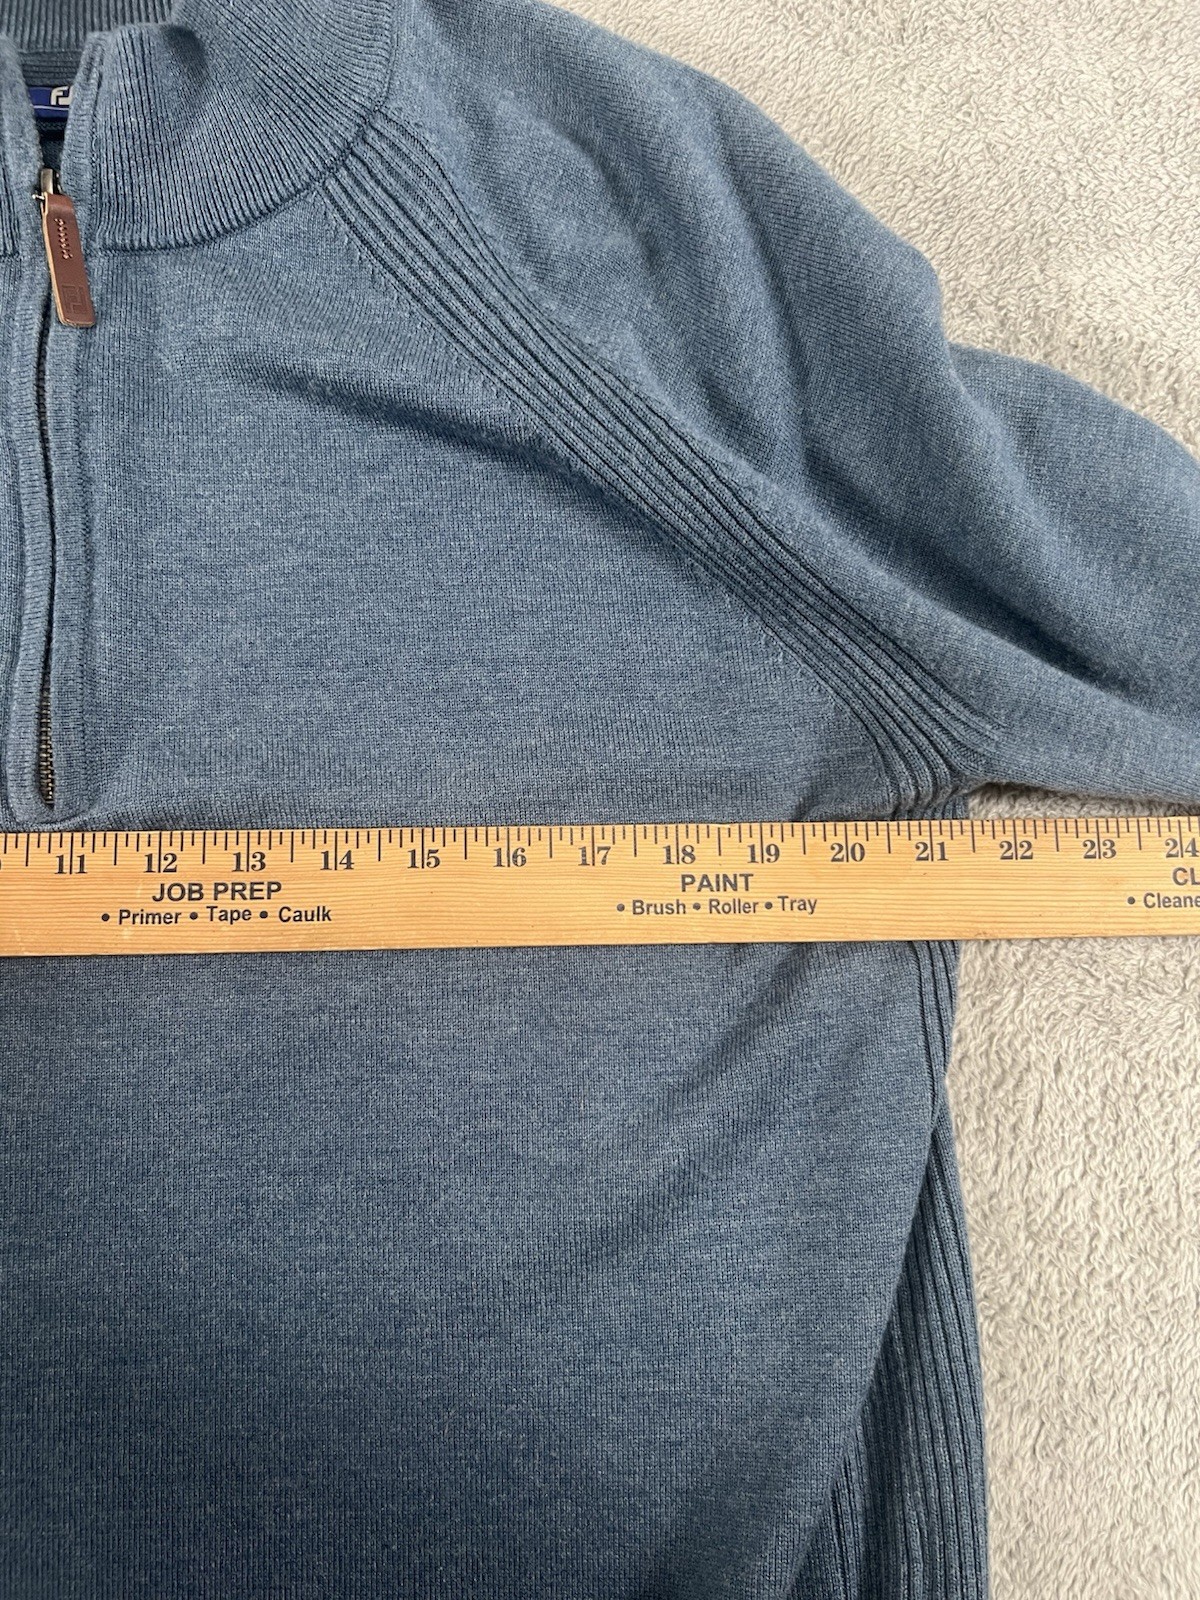 FJ
11 12 13 14 15 16 17 18 19 20 21 22 23 24
JOB PREP
• Primer • Tape • Caulk
PAINT
• Brush • Roller • Tray
CL
• Cleane